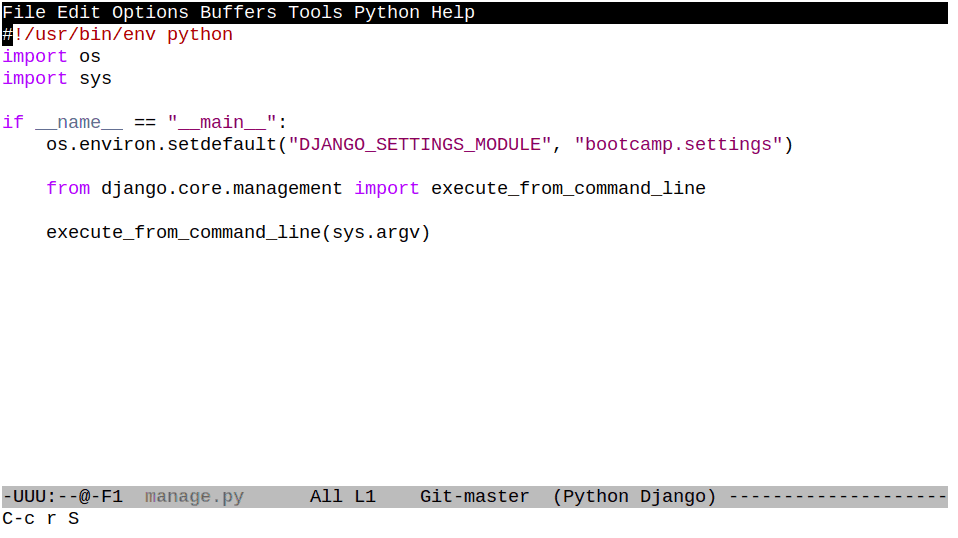 File Edit Options Buffers Tools Python Help
#!/usr/bin/env python
import os
import sys

if __name__ == "__main__":
    os.environ.setdefault("DJANGO_SETTINGS_MODULE", "bootcamp.settings")

    from django.core.management import execute_from_command_line

    execute_from_command_line(sys.argv)

-UUU:--@-F1  manage.py      All L1    Git-master  (Python Django) --------------------
C-c r S